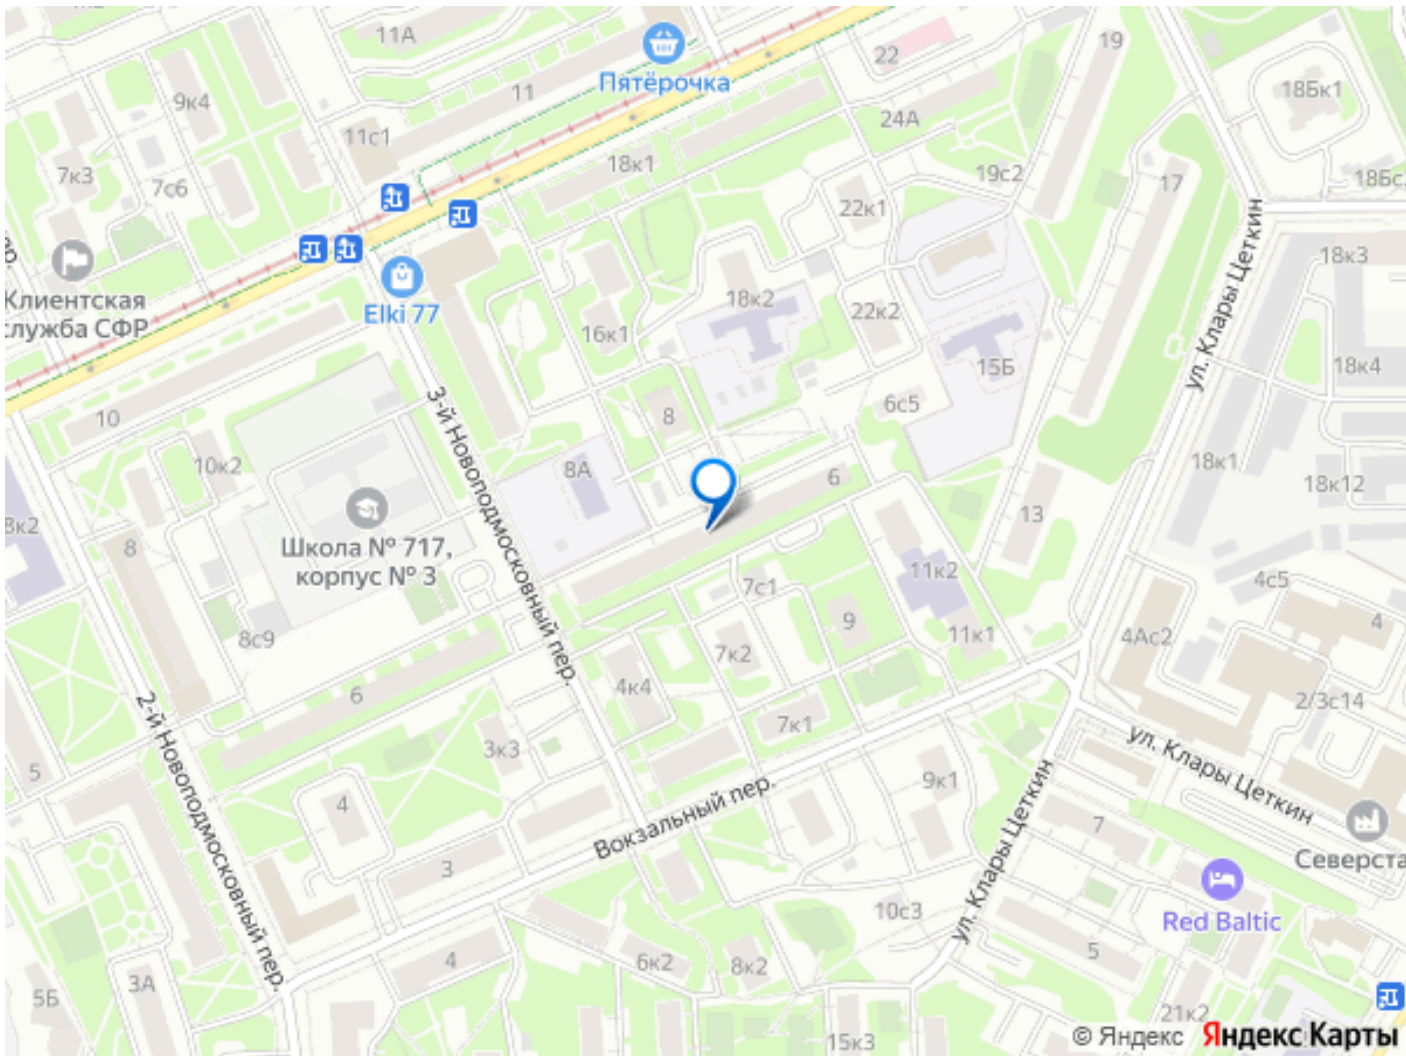 11А
Пятёрочка
22
19
18Бк1
9к4
11
24А
11с1
18к1
7к3
7с6
19с2
17
18Бс
22к1
Клиентская
служба СФР
18к3
Elki 77
18к2
22к2
16к1
ул. Клары Цеткин
15Б
18к4
10
3-й Новоподмосковный пер.
8
6с5
10к2
8А
18к1
6
18к12
8к2
13
8
Школа № 717,
корпус № 3
11к2
4с5
7с1
8с9
9
11к1
4Ас2
4
7к2
4к4
6
2/3с14
2-й Новоподмосковный пер.
7к1
3к3
ул. Клары Цеткин
5
9к1
4
Вокзальный пер.
7
ул. Клары Цеткин
Северста
3
10с3
Red Baltic
4
6к2
8к2
5
3А
5Б
21к2
15к3
© Яндекс Яндекс Карты